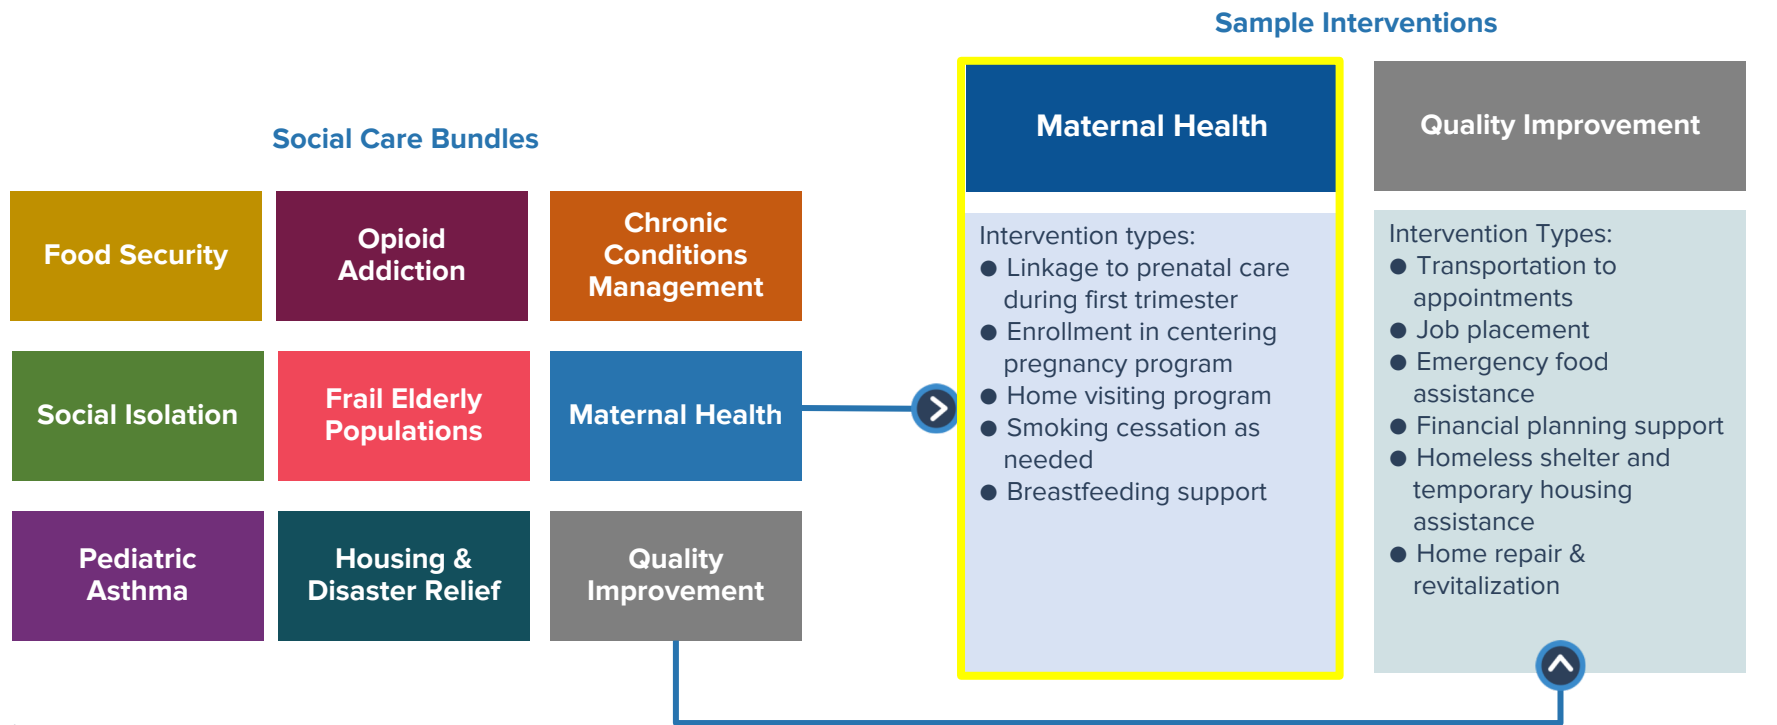 Sample Interventions
Social Care Bundles
Food Security
Opioid
Addiction
Chronic
Conditions
Management
Social Isolation
Frail Elderly
Populations
Maternal Health
Pediatric
Asthma
Housing &
Disaster Relief
Quality
Improvement
Maternal Health
Intervention types:
● Linkage to prenatal care
during first trimester
● Enrollment in centering
pregnancy program
● Home visiting program
● Smoking cessation as
needed
● Breastfeeding support
Quality Improvement
Intervention Types:
● Transportation to
appointments
● Job placement
● Emergency food
assistance
● Financial planning support
● Homeless shelter and
temporary housing
assistance
● Home repair &
revitalization